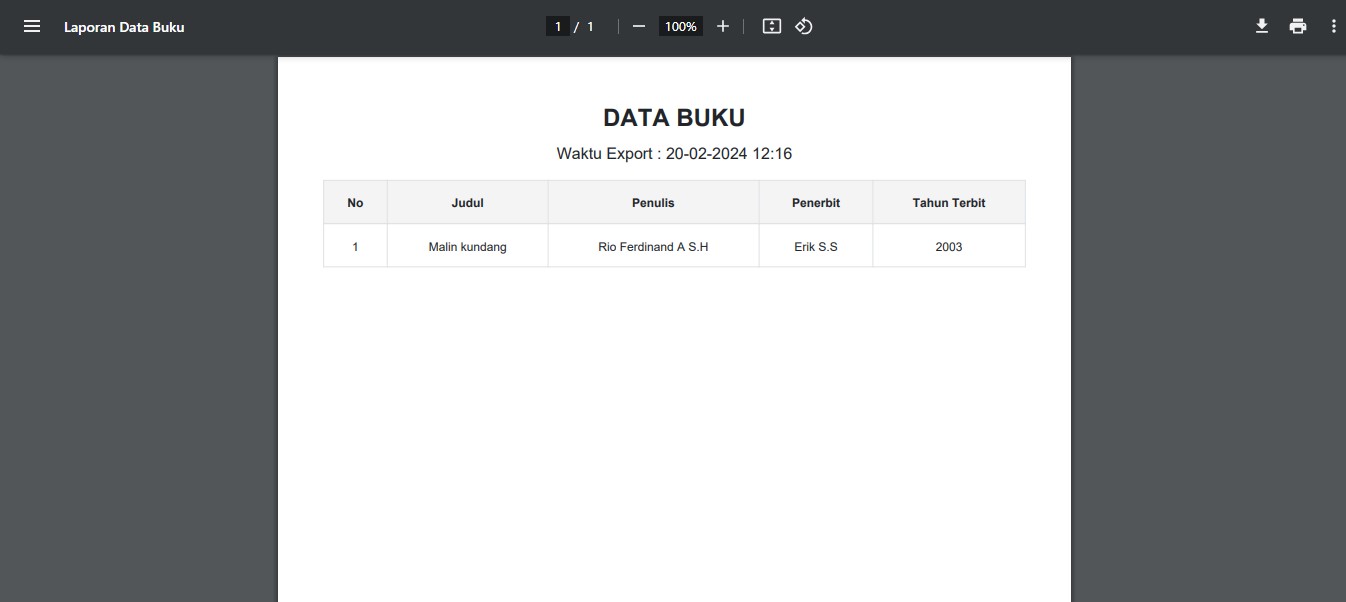 Laporan Data Buku
1 / 1
100%
DATA BUKU
Waktu Export : 20-02-2024 12:16
No Judul Penulis Penerbit Tahun Terbit
1 Malin kundang Rio Ferdinand A S.H Erik S.S 2003